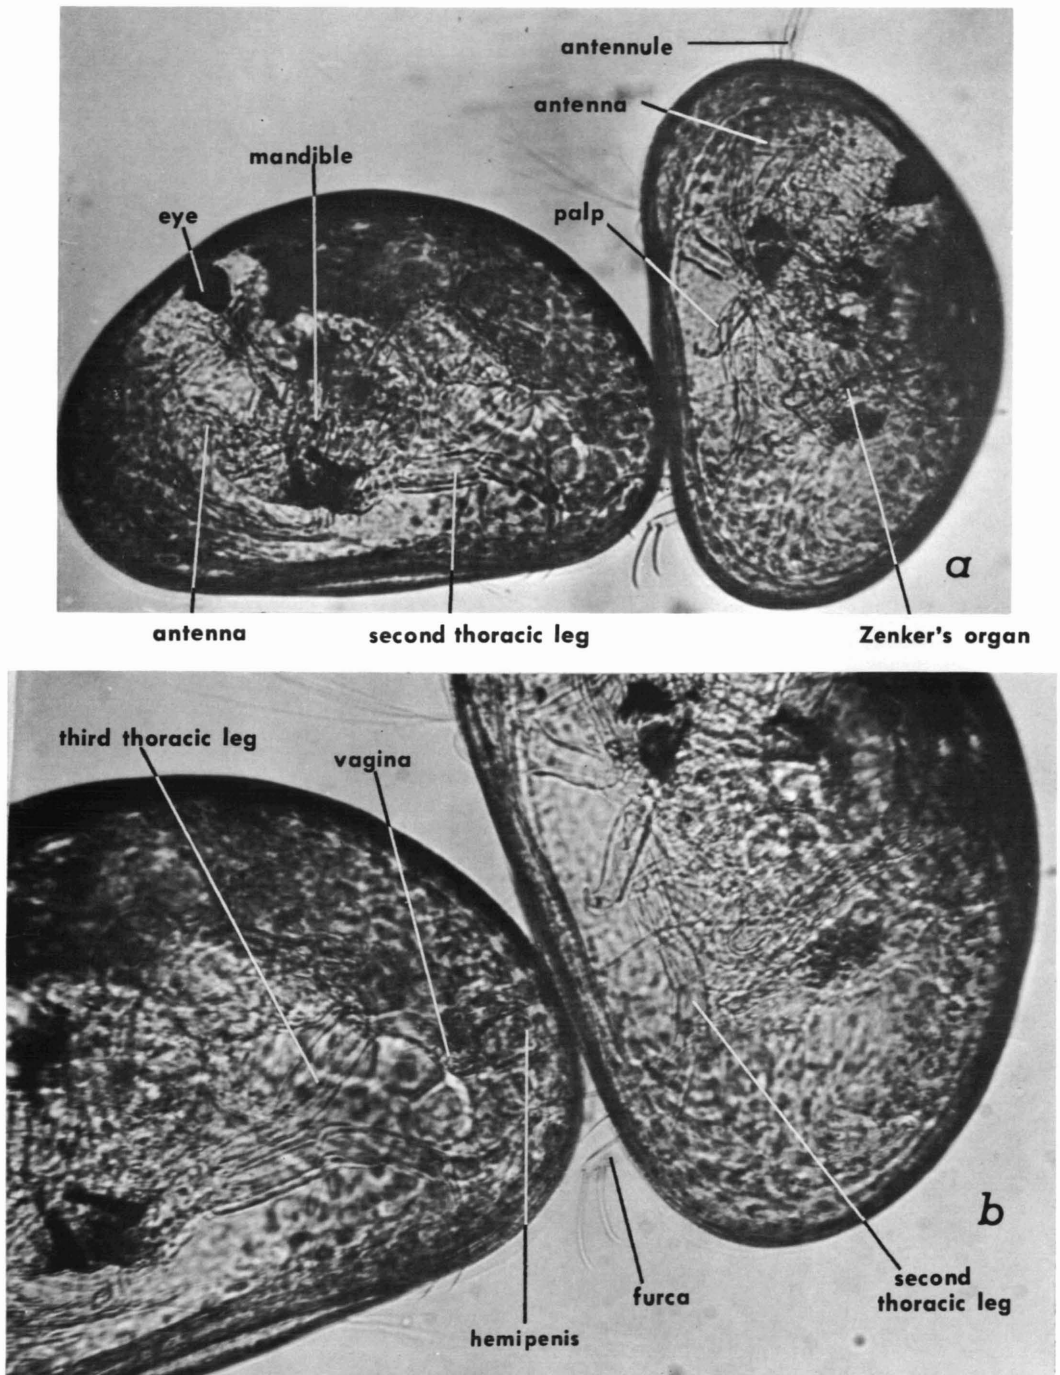 antennule
antenna
mandible
palp
eye
a
antenna
second thoracic leg
Zenker's organ
third thoracic leg
vagina
b
second
thoracic leg
furca
hemipenis